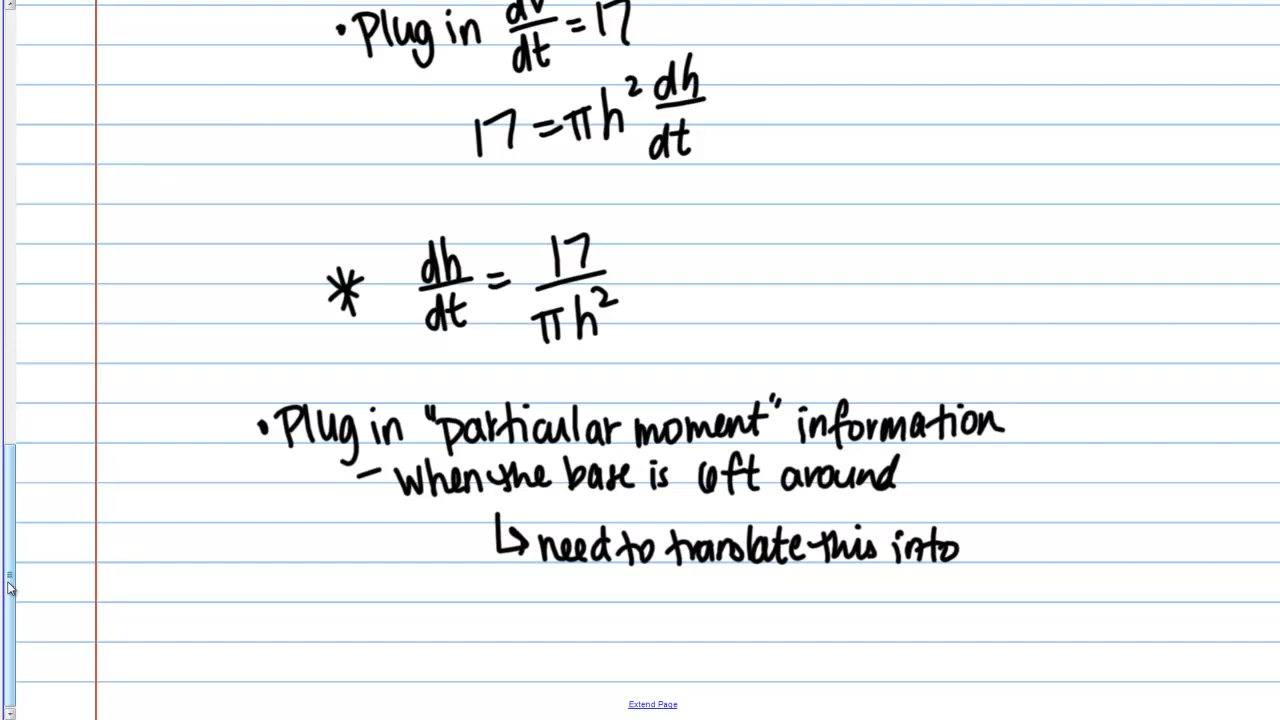 • Plug in dv/dt = 17
17 = πh² dh/dt
* dh/dt = 17/πh²
• Plug in "particular moment" information
– when the base is 6ft around
↳ need to translate this into
Extend Page